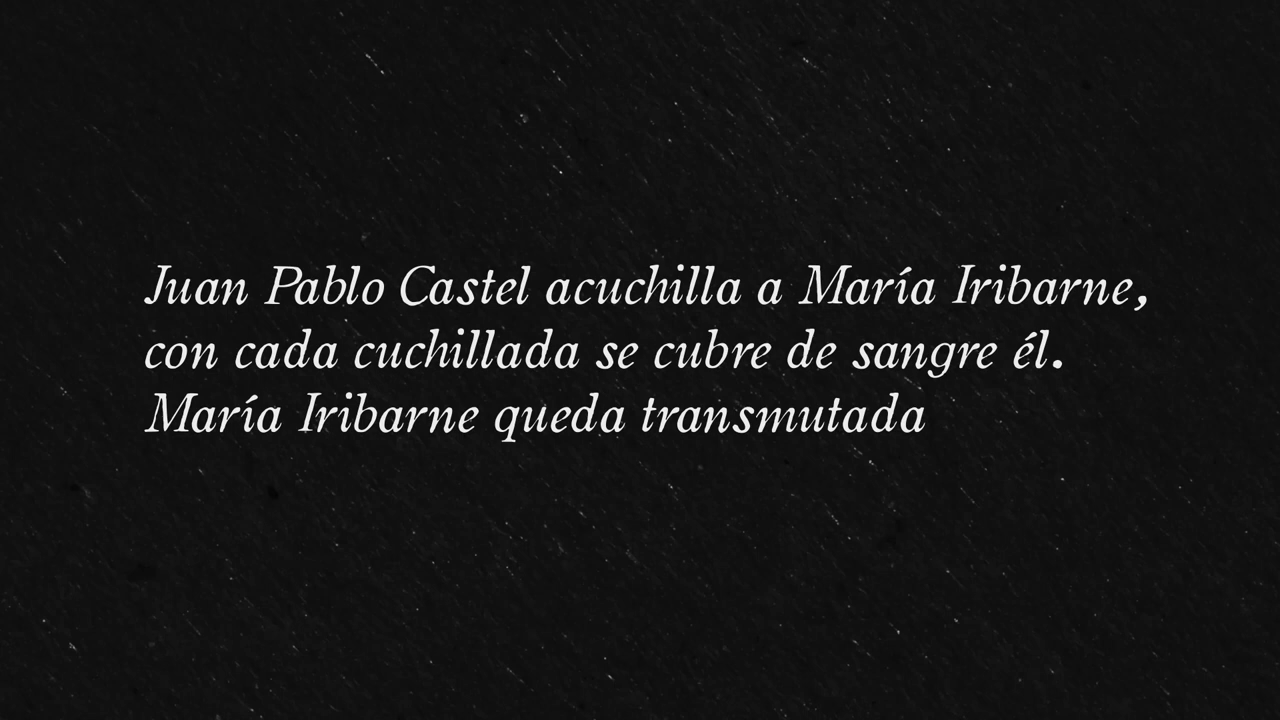 Juan Pablo Castel acuchilla a María Iribarne,
con cada cuchillada se cubre de sangre él.
María Iribarne queda transmutada